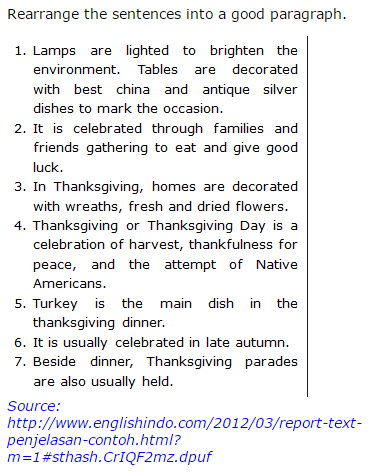 Rearrange the sentences into a good paragraph.
1. Lamps are lighted to brighten the
environment. Tables are decorated
with best china and antique silver
dishes to mark the occasion.
2. It is celebrated through families and
friends gathering to eat and give good
luck.
3. In Thanksgiving, homes are decorated
with wreaths, fresh and dried flowers.
4. Thanksgiving or Thanksgiving Day is a
celebration of harvest, thankfulness for
peace, and the attempt of Native
Americans.
5. Turkey is the main dish in the
thanksgiving dinner.
6. It is usually celebrated in late autumn.
7. Beside dinner, Thanksgiving parades
are also usually held.
Source:
http://www.englishindo.com/2012/03/report-text-
penjelasan-contoh.html?
m=1#sthash.CrIQF2mz.dpuf